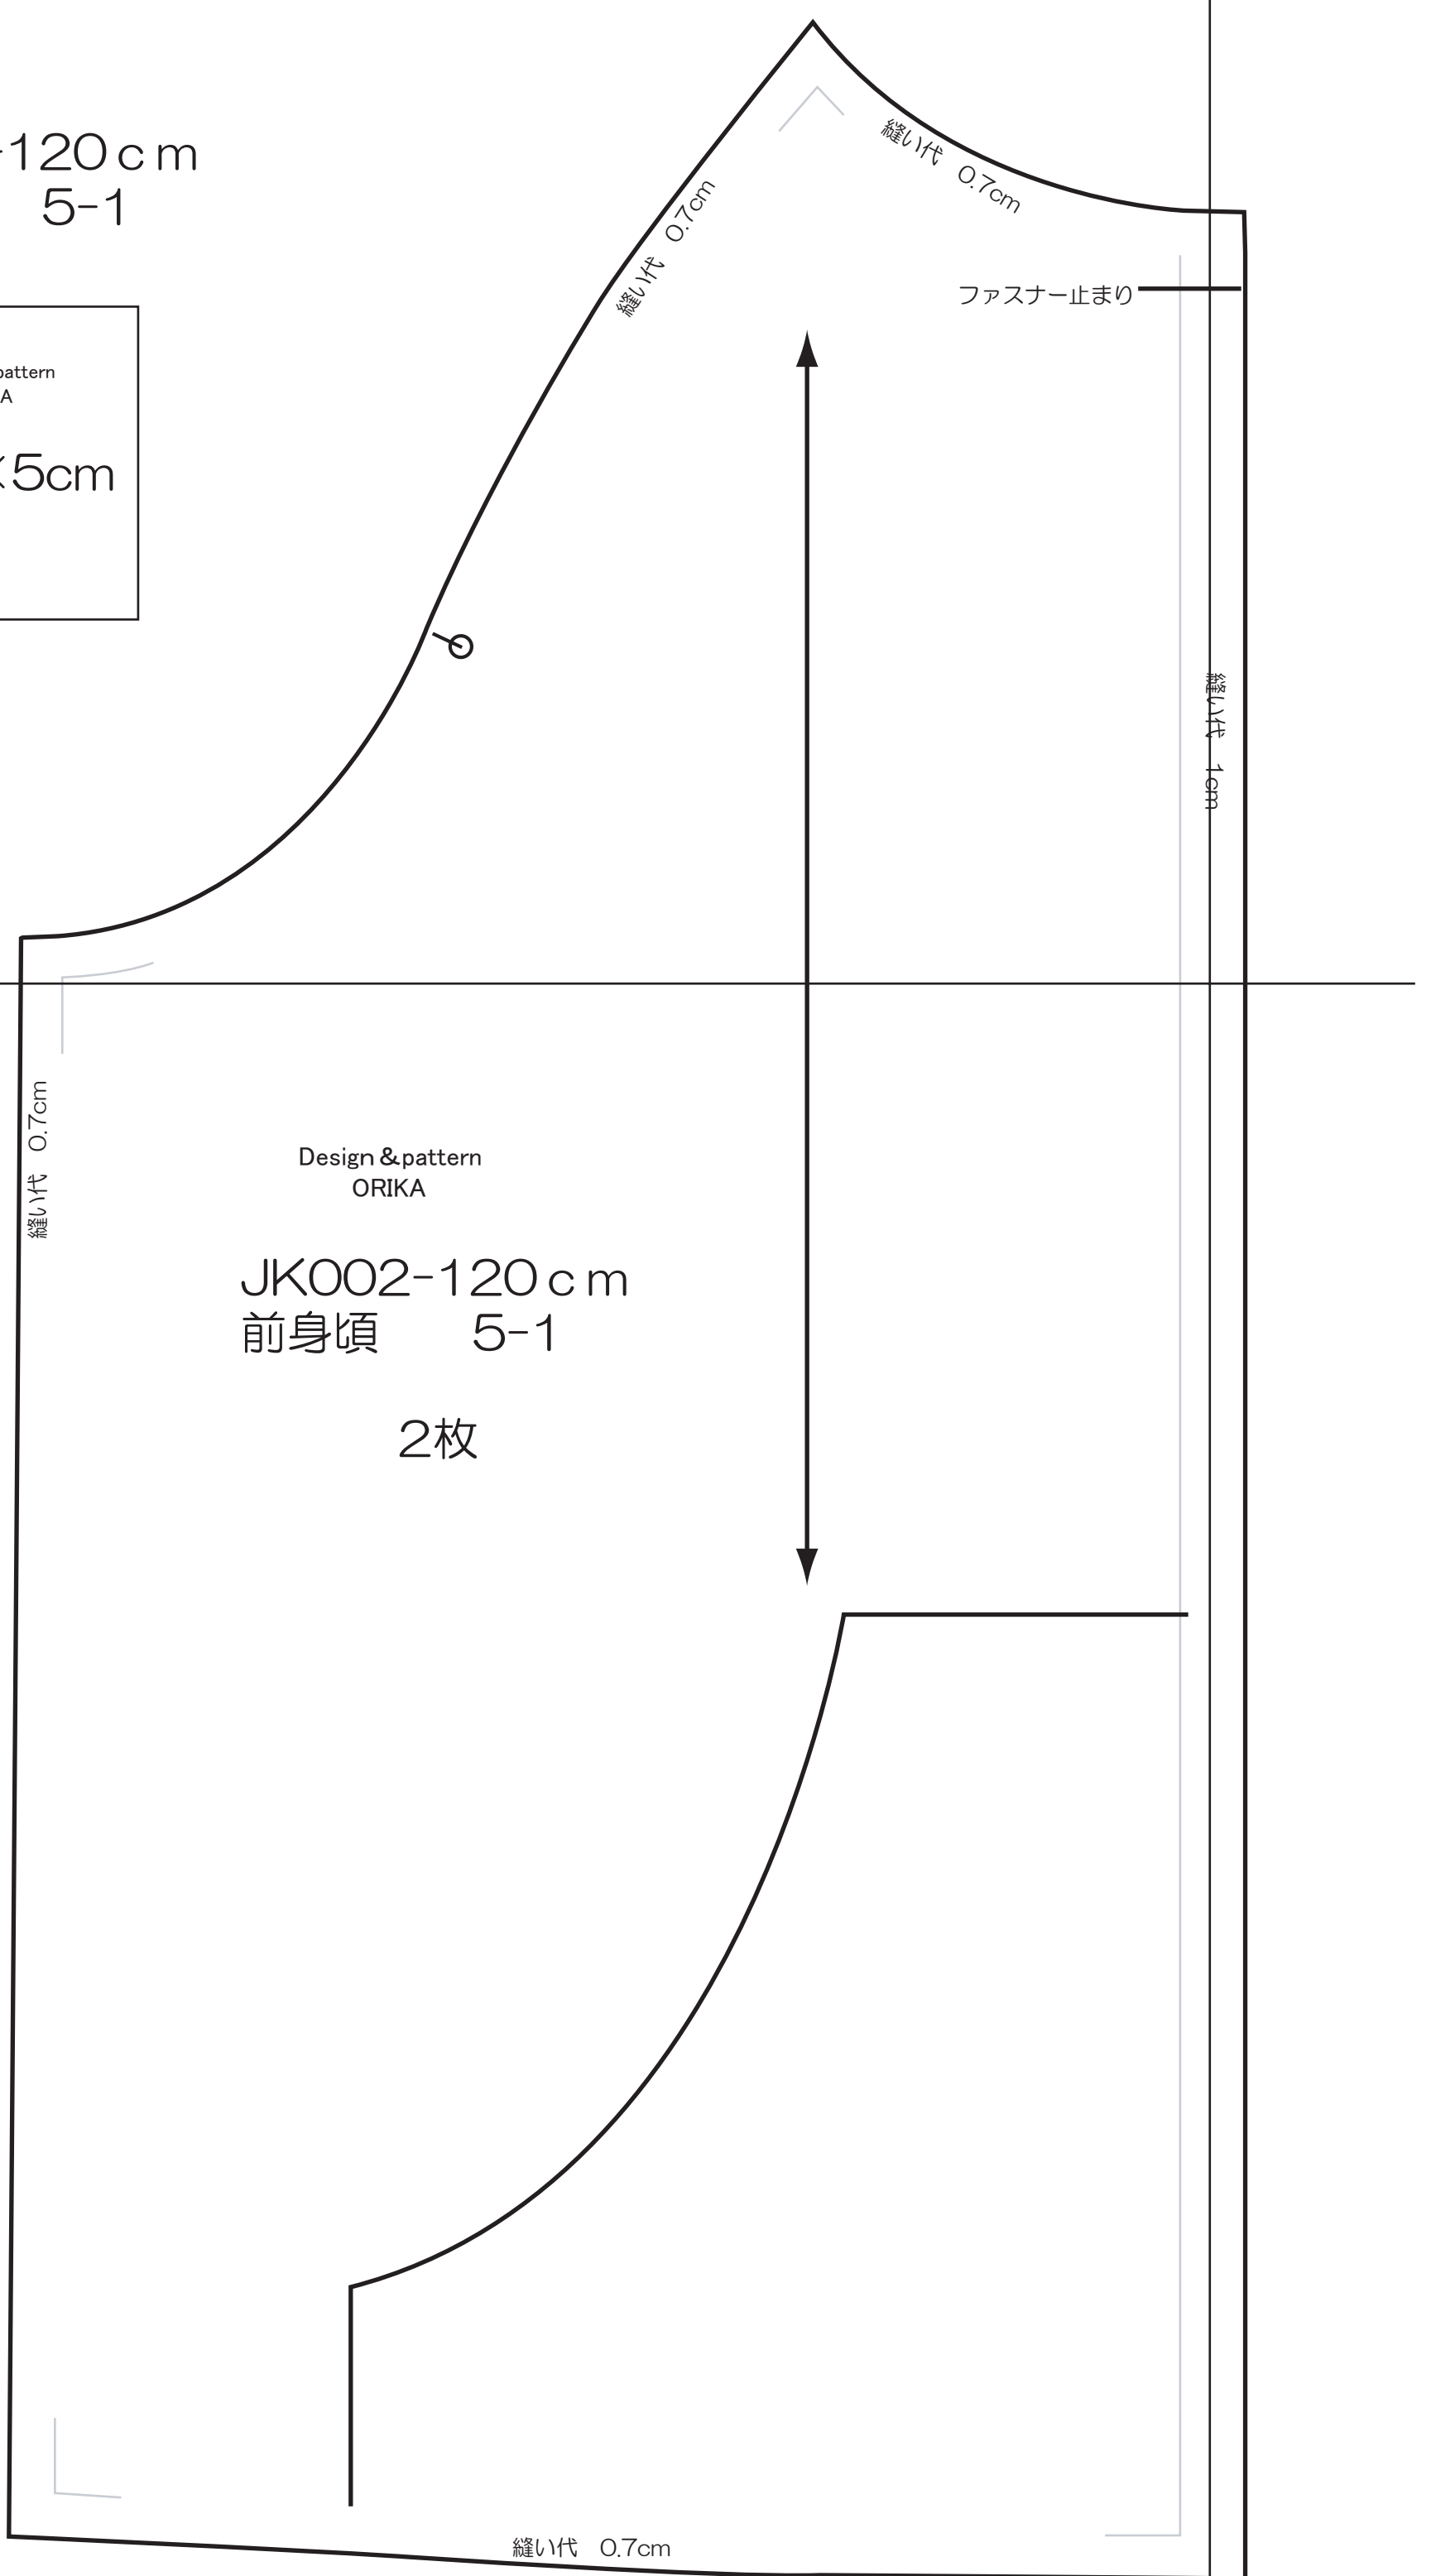 -120cm
5-1
縫い代 0.7cm
縫い代 0.7cm
ファスナー止まり
pattern
A
×5cm
縫い代 1cm
縫い代 0.7cm
Design &pattern
ORIKA
JK002-120cm
前身頃 5-1
2枚
縫い代 0.7cm